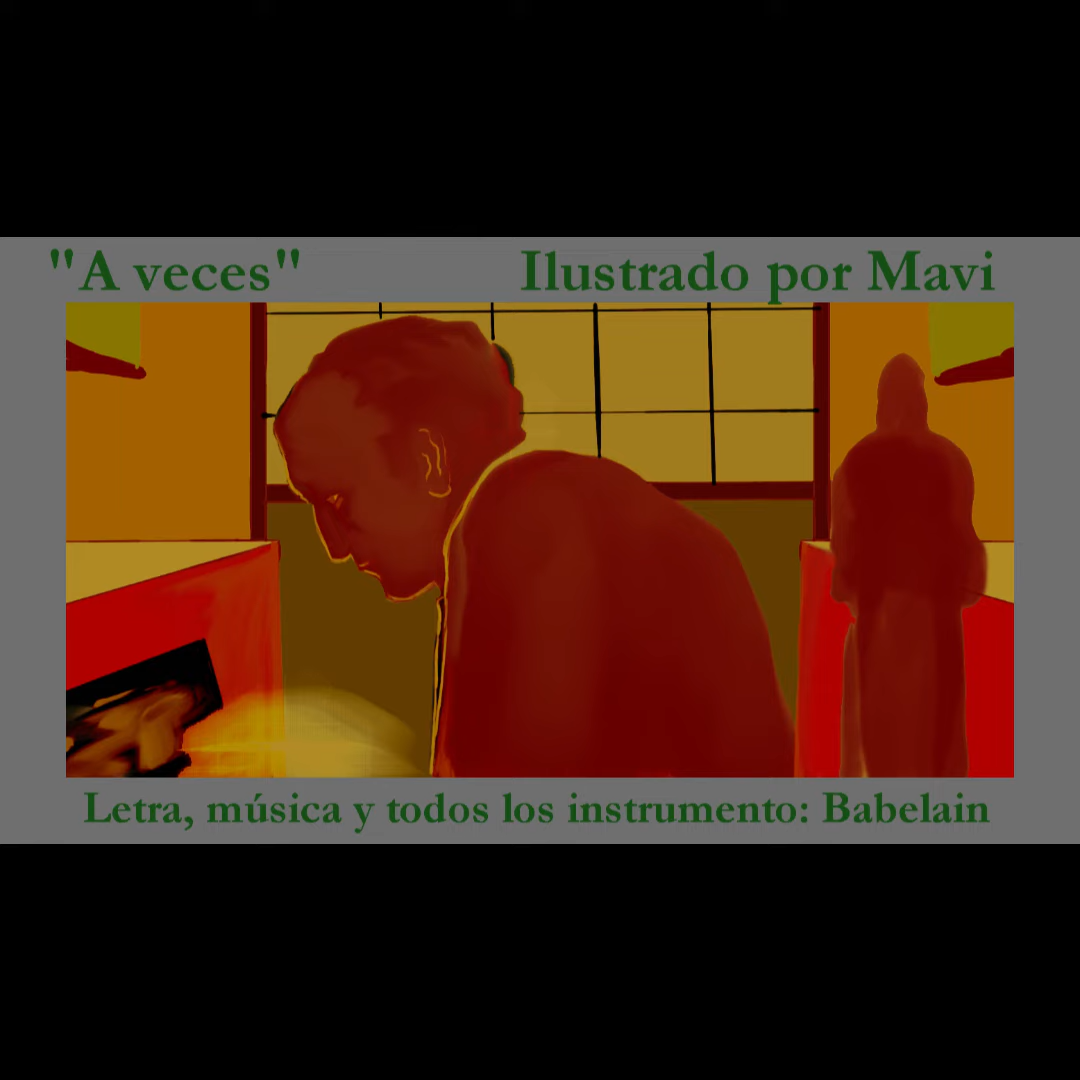 "A veces" Ilustrado por Mavi
Letra, música y todos los instrumento: Babelain